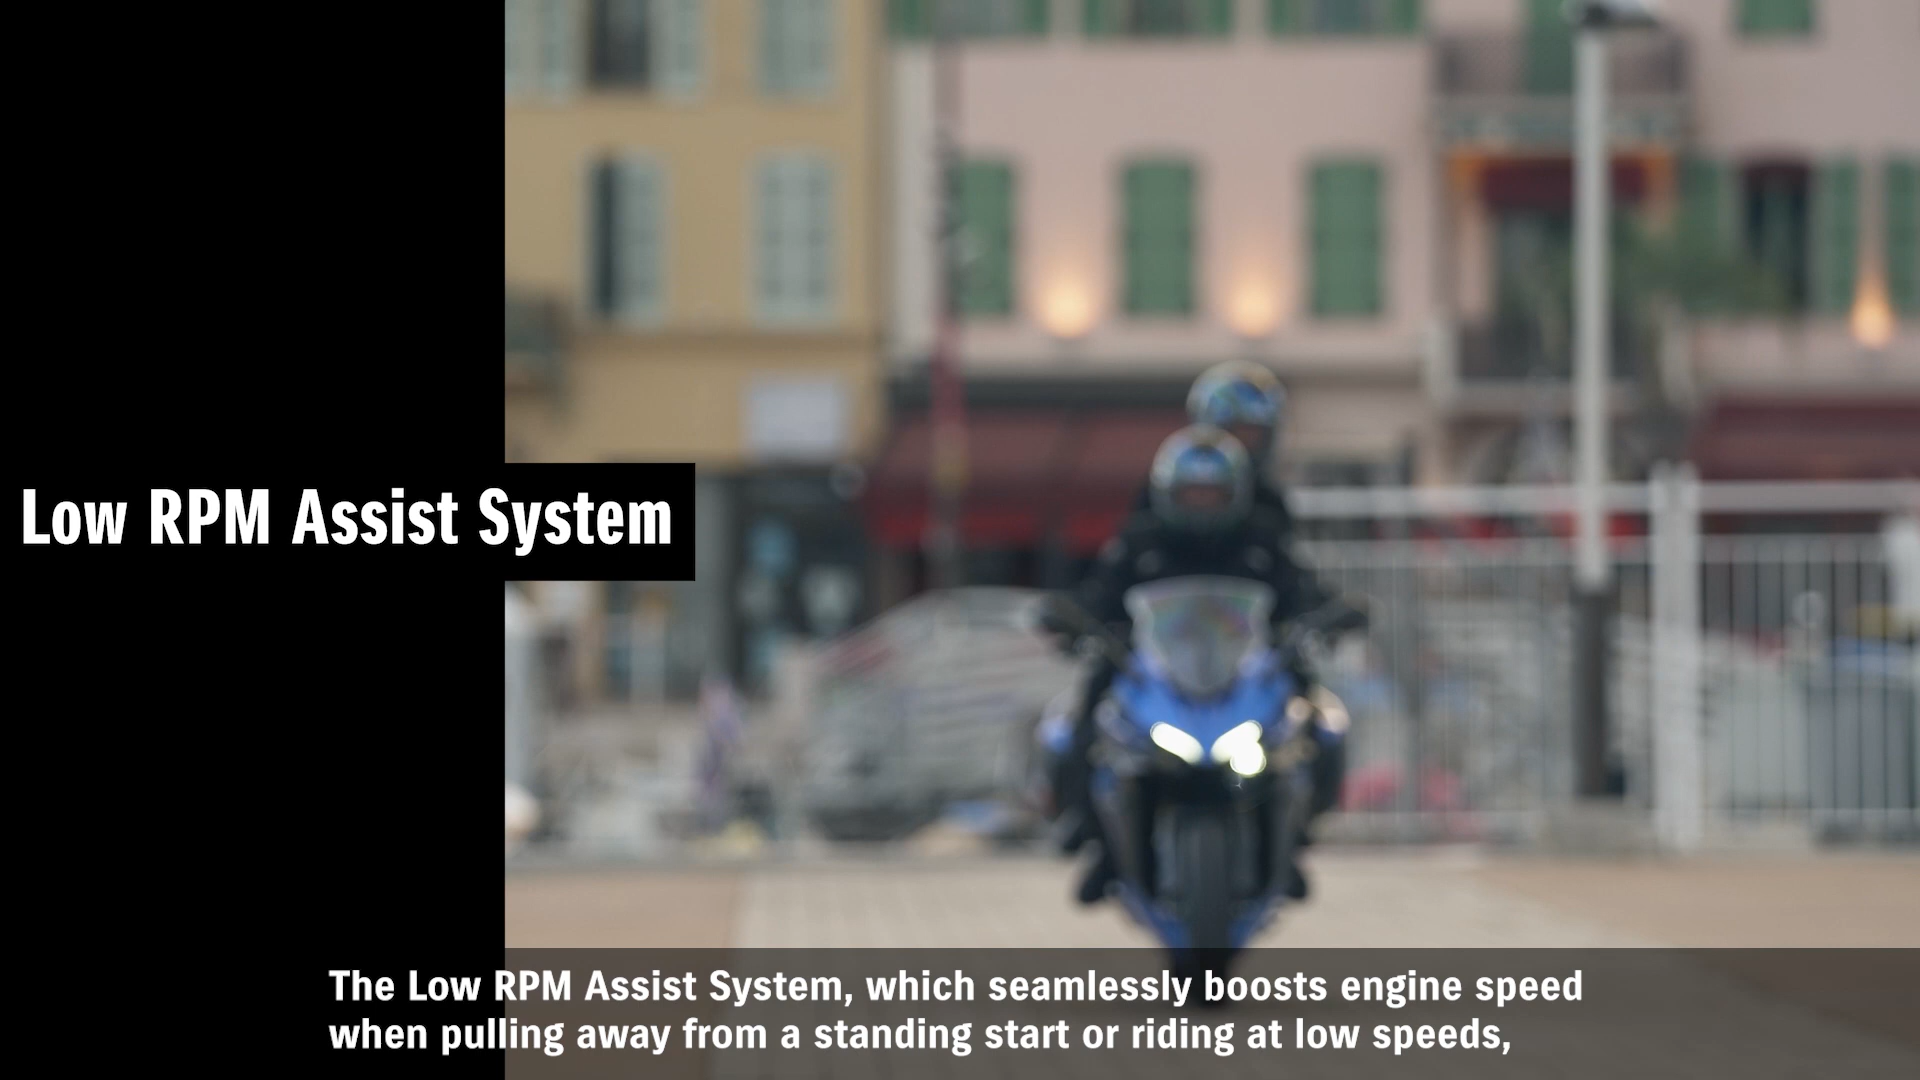 Low RPM Assist System
The Low RPM Assist System, which seamlessly boosts engine speed
when pulling away from a standing start or riding at low speeds,